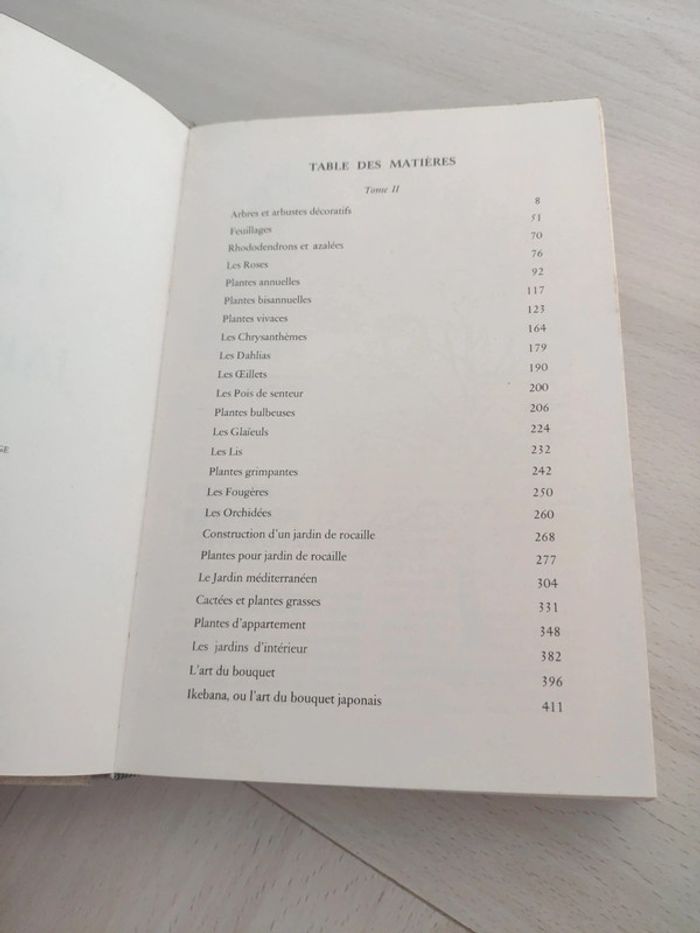 TABLE DES MATIÈRES
Tome II
Arbres et arbustes décoratifs 8
Feuillages 51
Rhododendrons et azalées 70
Les Roses 76
Plantes annuelles 92
Plantes bisannuelles 117
Plantes vivaces 123
Les Chrysanthèmes 164
Les Dahlias 179
Les Œillets 190
Les Pois de senteur 200
Plantes bulbeuses 206
Les Glaïeuls 224
Les Lis 232
Plantes grimpantes 242
Les Fougères 250
Les Orchidées 260
Construction d'un jardin de rocaille 268
Plantes pour jardin de rocaille 277
Le Jardin méditerranéen 304
Cactées et plantes grasses 331
Plantes d'appartement 348
Les jardins d'intérieur 382
L'art du bouquet 396
Ikebana, ou l'art du bouquet japonais 411